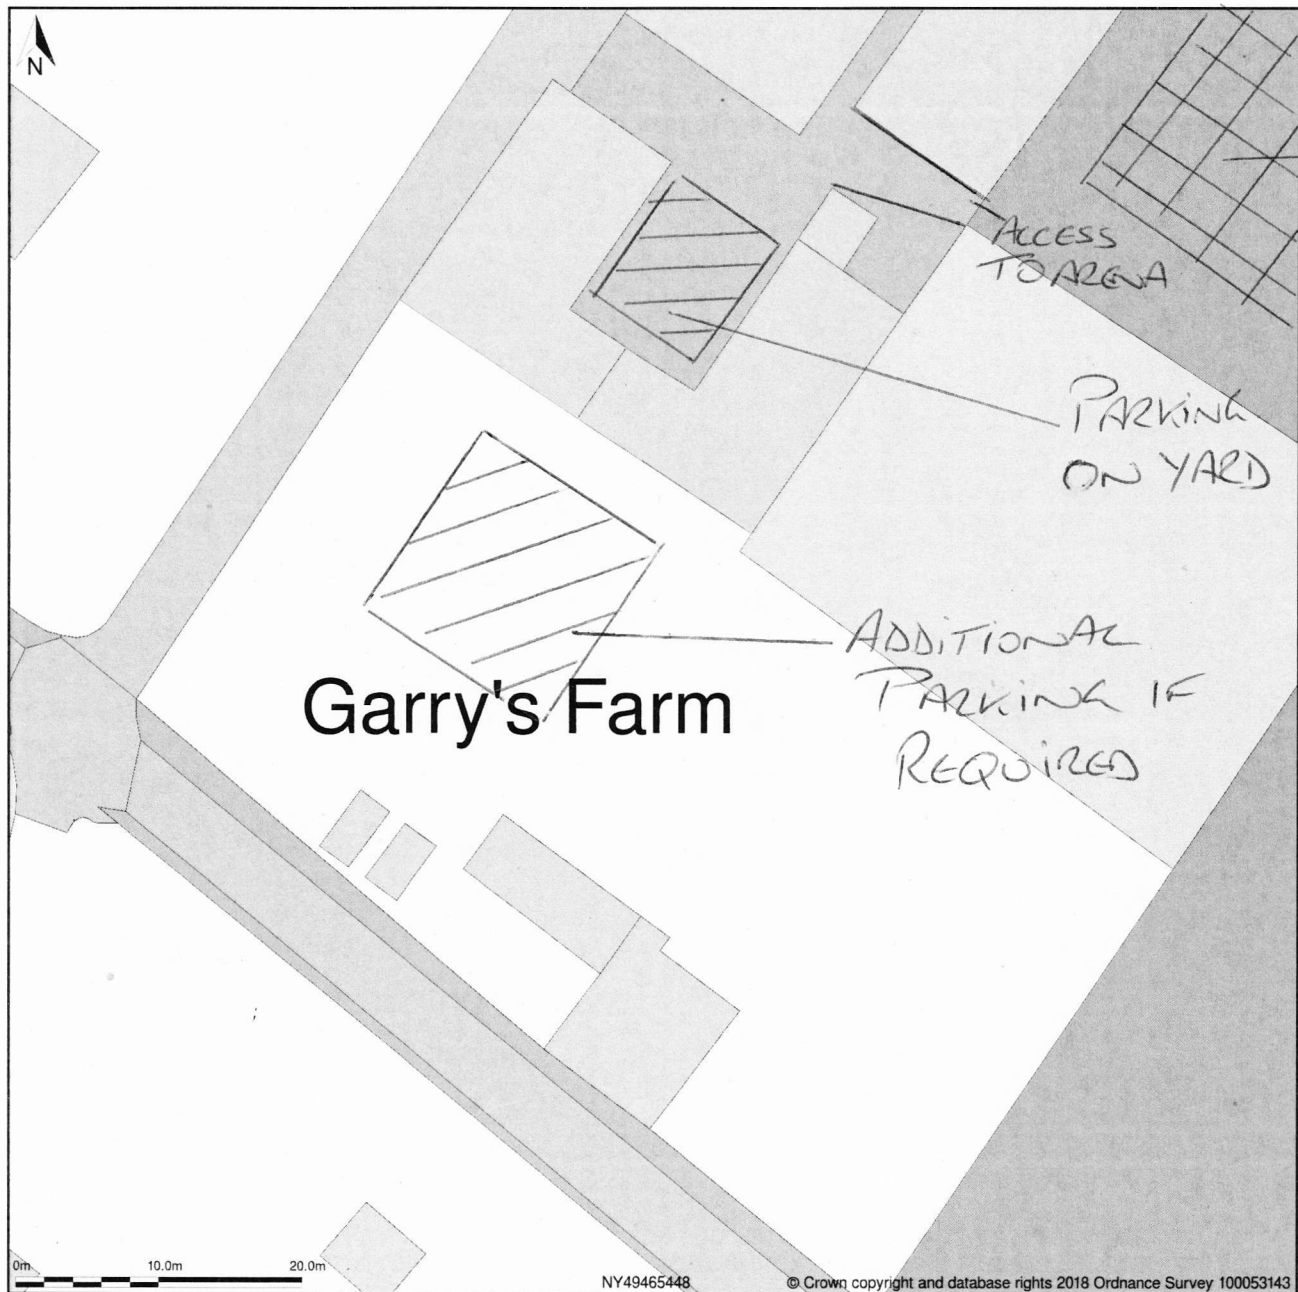 N
ACCESS
TO ARENA
PARKING
ON YARD
ADDITIONAL
PARKING IF
REQUIRED
Garry's Farm
0m 10.0m 20.0m
NY49465448
© Crown copyright and database rights 2018 Ordnance Survey 100053143